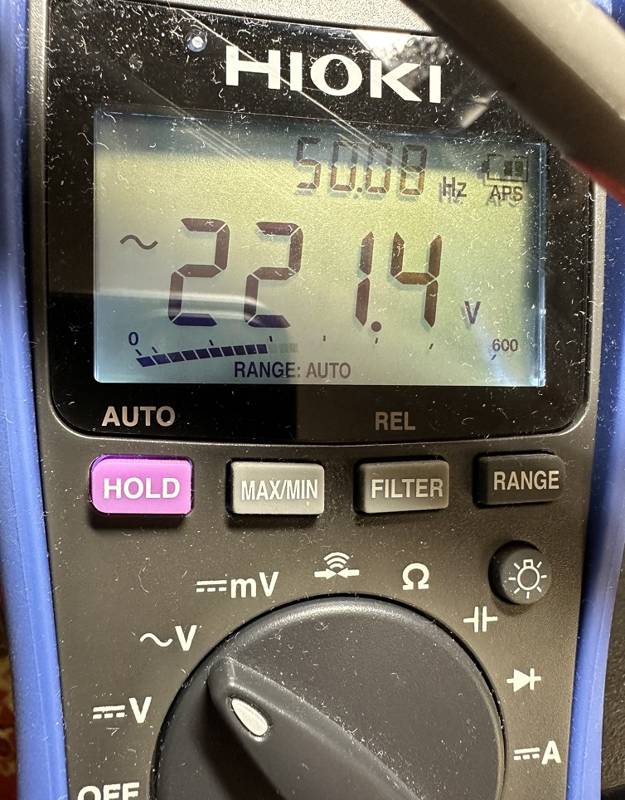 HIOKI
50.08 Hz APS
~ 221.4 V
0 600
RANGE: AUTO
AUTO REL
HOLD MAX/MIN FILTER RANGE
mV Ω
~V
V
A
OFF